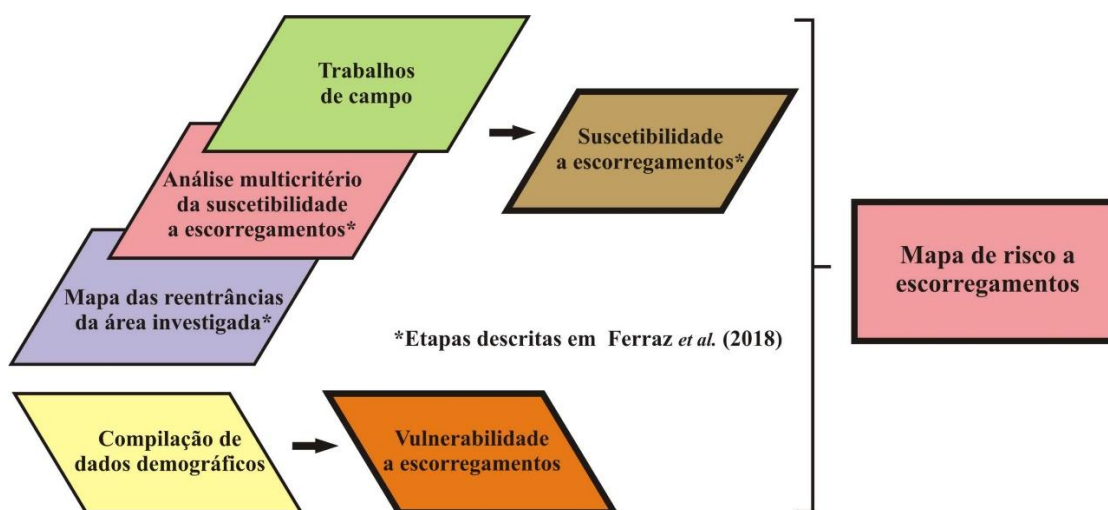 Trabalhos
de campo
Análise multicritério
da suscetibilidade
a escorregamentos*
Mapa das reentrâncias
da área investigada*
Suscetibilidade
a escorregamentos*
*Etapas descritas em Ferraz et al. (2018)
Compilação de
dados demográficos
Vulnerabilidade
a escorregamentos
Mapa de risco a
escorregamentos